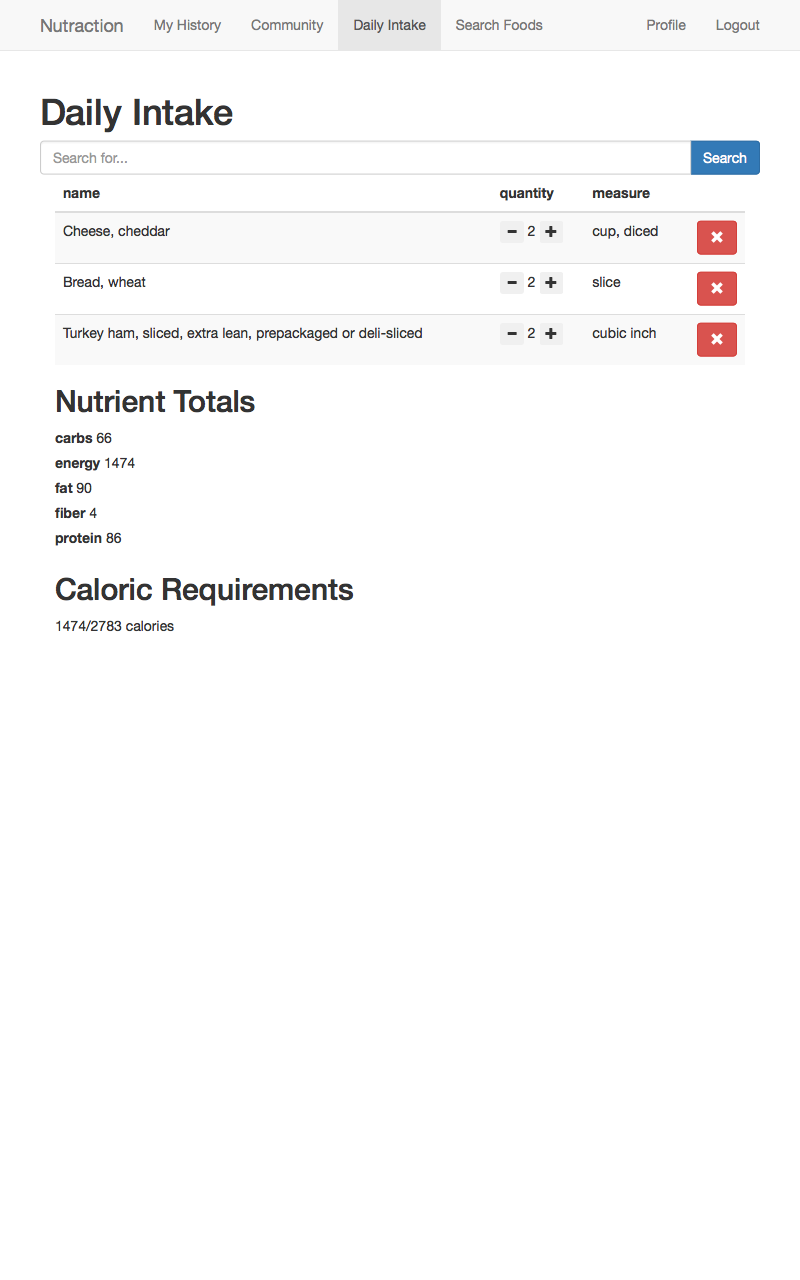 Nutraction My History Community Daily Intake Search Foods Profile Logout
Daily Intake
Search for... Search
name quantity measure
Cheese, cheddar 2 cup, diced
Bread, wheat 2 slice
Turkey ham, sliced, extra lean, prepackaged or deli-sliced 2 cubic inch
Nutrient Totals
carbs 66
energy 1474
fat 90
fiber 4
protein 86
Caloric Requirements
1474/2783 calories